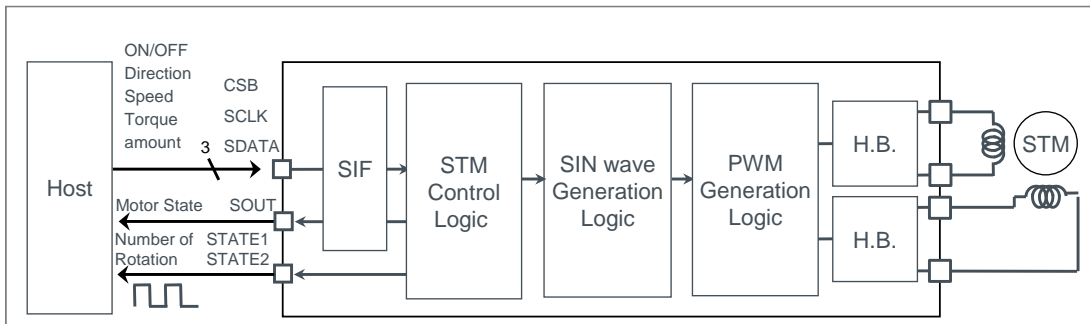 Host
ON/OFF
Direction
Speed
Torque
amount
CSB
SCLK
SDATA
3
Motor State
SOUT
Number of
Rotation
STATE1
STATE2
SIF
STM
Control
Logic
SIN wave
Generation
Logic
PWM
Generation
Logic
H.B.
H.B.
STM